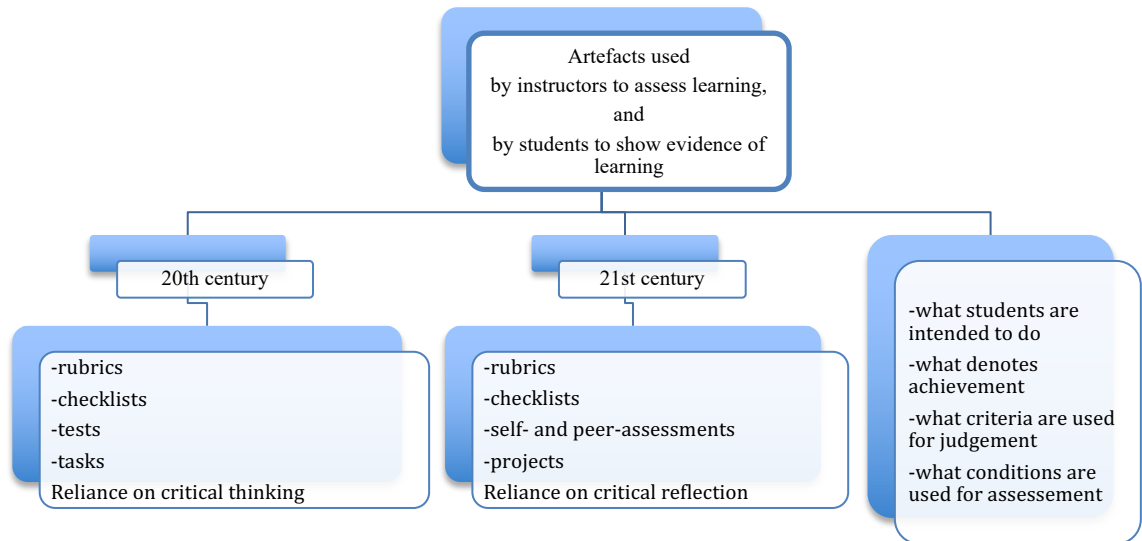 Artefacts used
by instructors to assess learning,
and
by students to show evidence of
learning
20th century
-rubrics
-checklists
-tests
-tasks
Reliance on critical thinking
21st century
-rubrics
-checklists
-self- and peer-assessments
-projects
Reliance on critical reflection
-what students are
intended to do
-what denotes
achievement
-what criteria are used
for judgement
-what conditions are
used for assessement